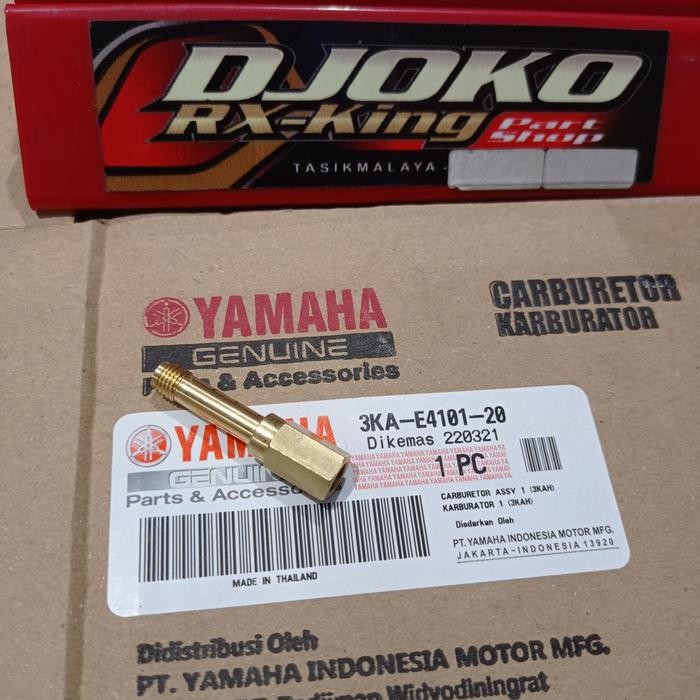 DJOKO
RX-King Part Shop
TASIKMALAYA-
YAMAHA
GENUINE
& Accessories
CARBURETOR
KARBURATOR
YAMAHA
GENUINE
Parts & Access
3KA-E4101-20
Dikemas 220321
1 PC
CARBURETOR ASSY 1 (3KAH)
KARBURATOR 1 (3KAH)
Diedarkan Oleh
PT. YAMAHA INDONESIA MOTOR MFG.
JAKARTA-INDONESIA 13920
MADE IN THAILAND
Didistribusi Oleh
PT. YAMAHA INDONESIA MOTOR MFG.
Widyodiningrat